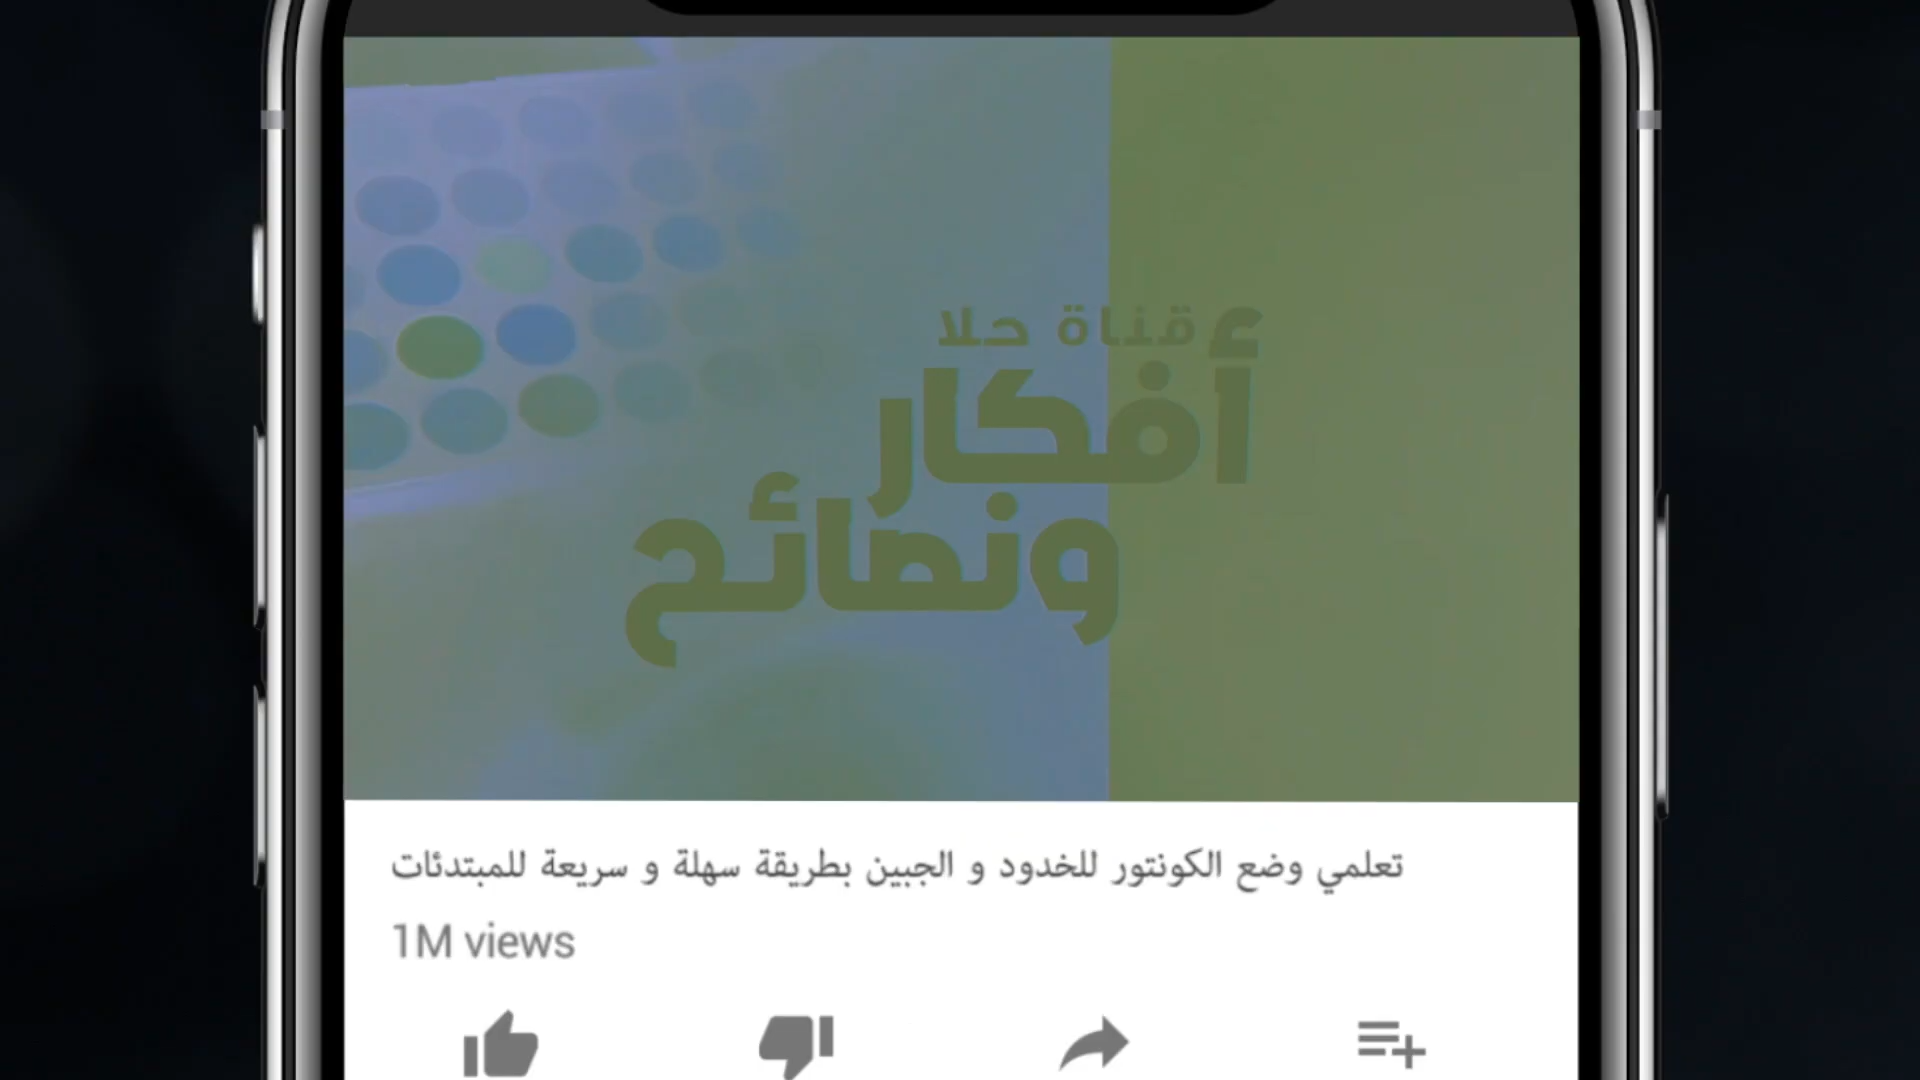 قناة حلا
أفكار
ونصائح
تعلمي وضع الكونتور للخدود و الجبين بطريقة سهلة و سريعة للمبتدئات
1M views